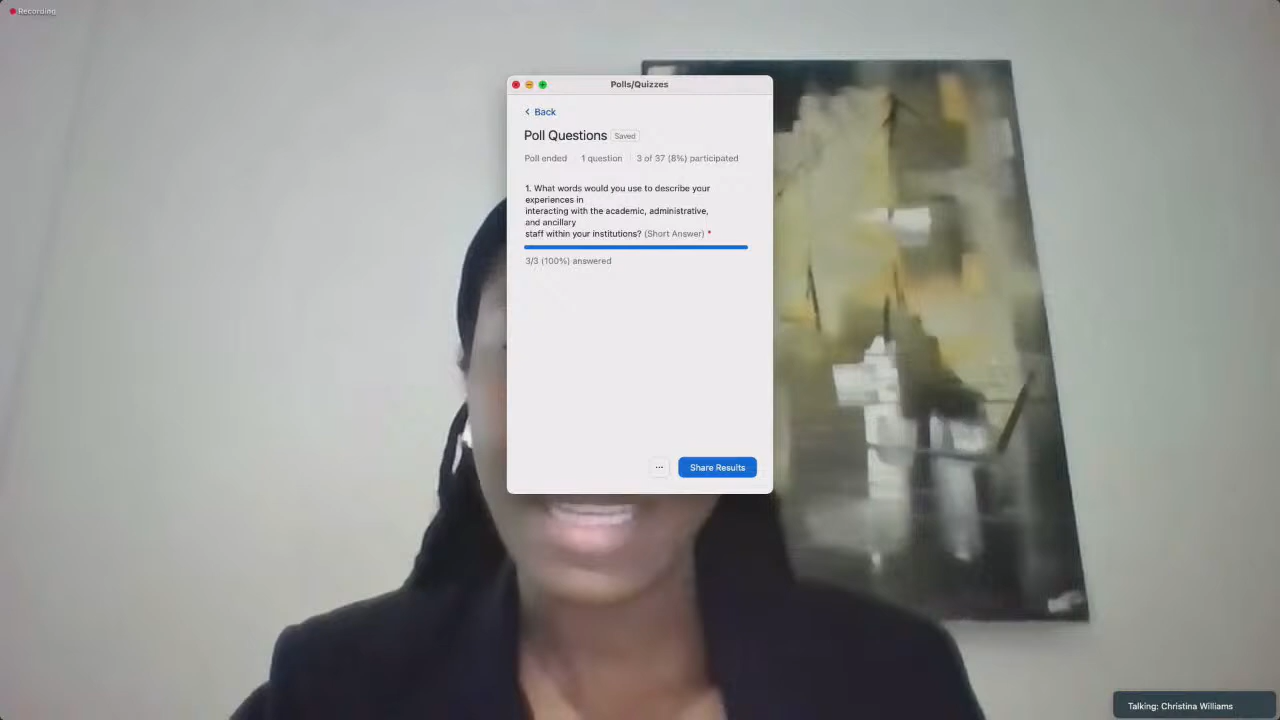 Recording
Polls/Quizzes
Back
Poll Questions Saved
Poll ended 1 question 3 of 37 (8%) participated
1. What words would you use to describe your
experiences in
interacting with the academic, administrative,
and ancillary
staff within your institutions? (Short Answer) *
3/3 (100%) answered
... Share Results
Talking: Christina Williams